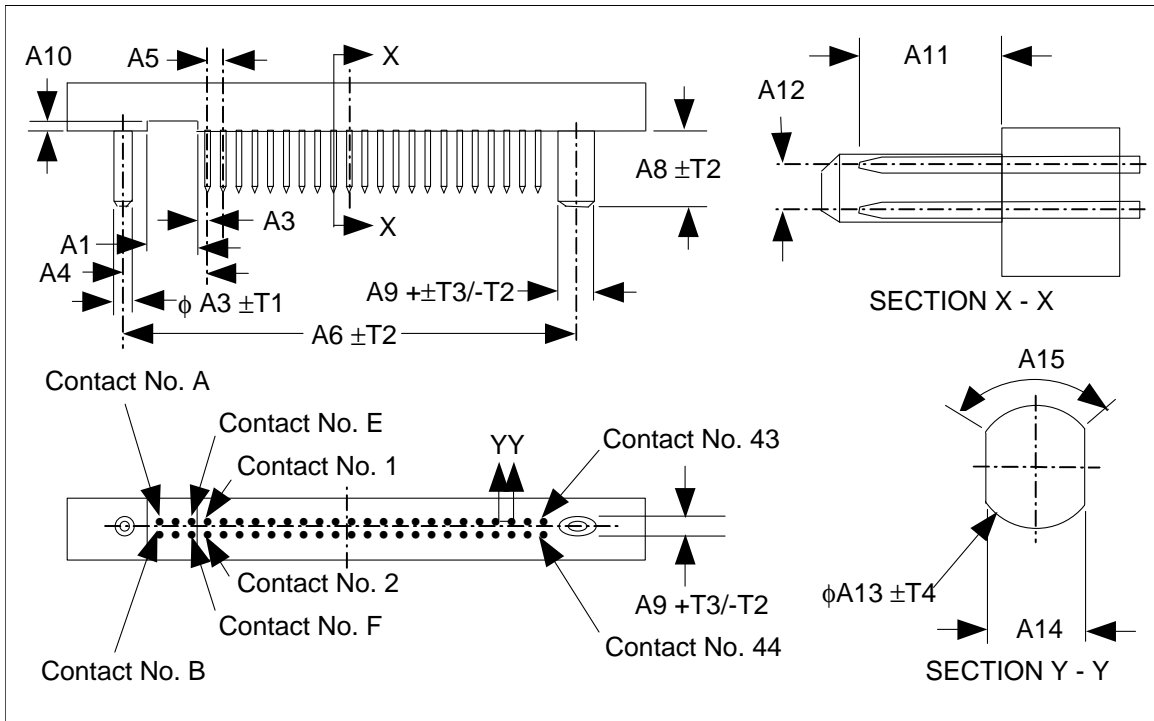 A10
A5
X
A11
A12
A8 ±T2
A3
X
A1
A4
ϕ A3 ±T1
A9 +±T3/-T2
A6 ±T2
SECTION X - X
Contact No. A
A15
Contact No. E
YY
Contact No. 43
Contact No. 1
Contact No. 2
ϕA13 ±T4
A9 +T3/-T2
Contact No. F
A14
Contact No. 44
Contact No. B
SECTION Y - Y